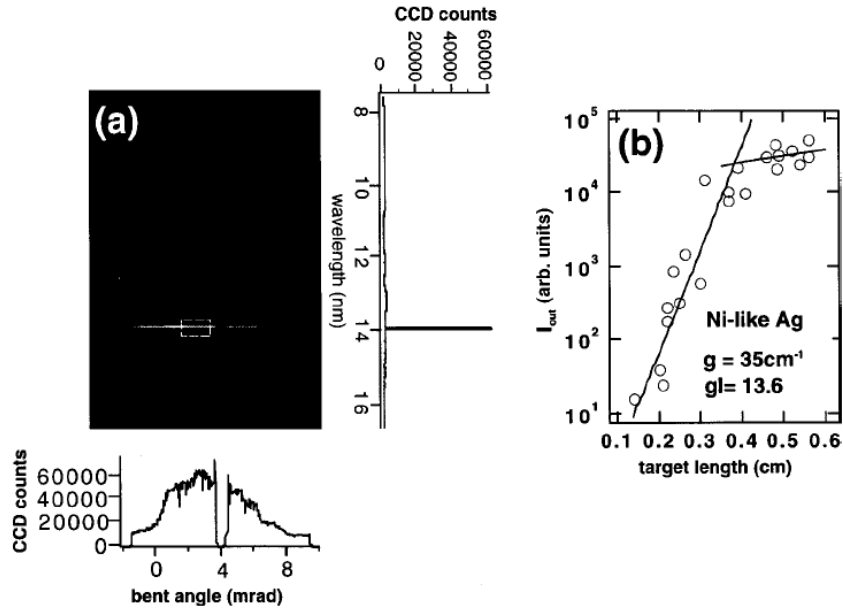 CCD counts
0
20000
40000
60000
(a)
8
10
12
14
16
wavelength (nm)
CCD counts
60000
40000
20000
0
0
4
8
bent angle (mrad)
(b)
10^5
10^4
10^3
10^2
10^1
I_out (arb. units)
Ni-like Ag
g = 35cm^-1
gl= 13.6
0.1 0.2 0.3 0.4 0.5 0.6
target length (cm)